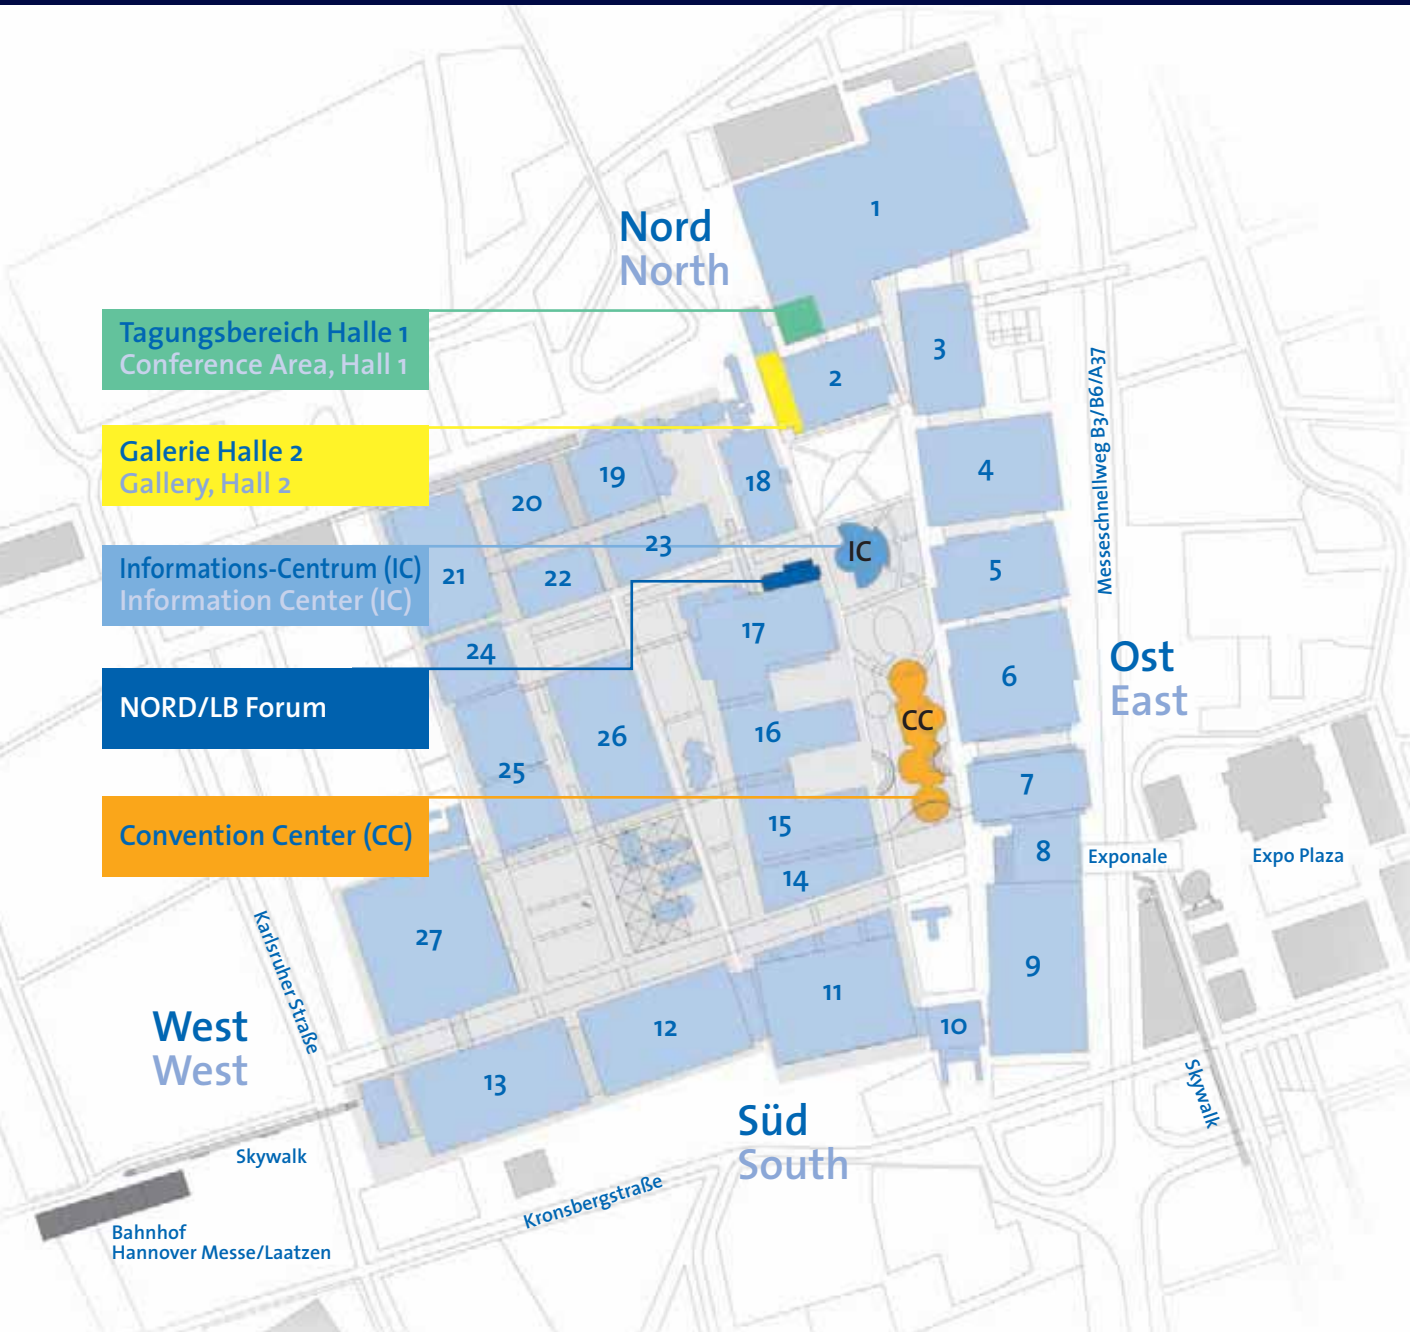 1
Nord
North
Tagungsbereich Halle 1
Conference Area, Hall 1
3
2
Messeschnellweg B3/B6/A37
Galerie Halle 2
Gallery, Hall 2
19
18
4
20
23
IC
Informations-Centrum (IC)
Information Center (IC)
21
22
5
17
24
Ost
East
6
NORD/LB Forum
CC
26
16
25
7
15
Convention Center (CC)
8
Exponale
Expo Plaza
14
27
Karlsruher Straße
9
11
West
West
12
10
13
Süd
South
Skywalk
Skywalk
Kronsbergstraße
Bahnhof
Hannover Messe/Laatzen